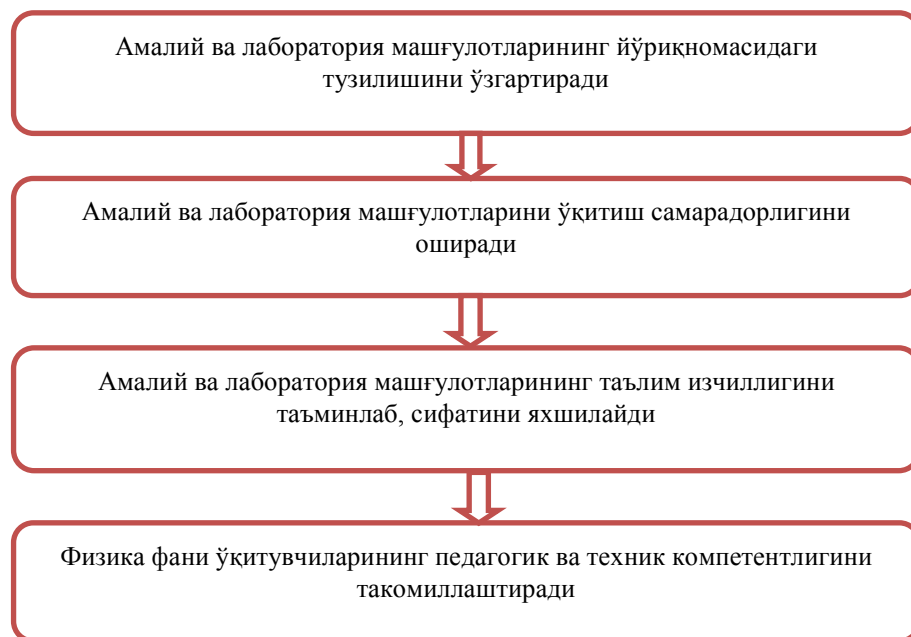 Амалий ва лаборатория машғулотларининг йўриқномасидаги
тузилишини ўзгартиради
Амалий ва лаборатория машғулотларини ўқитиш самарадорлигини
оширади
Амалий ва лаборатория машғулотларининг таълим изчиллигини
таъминлаб, сифатини яхшилайди
Физика фани ўқитувчиларининг педагогик ва техник компетентлигини
такомиллаштиради